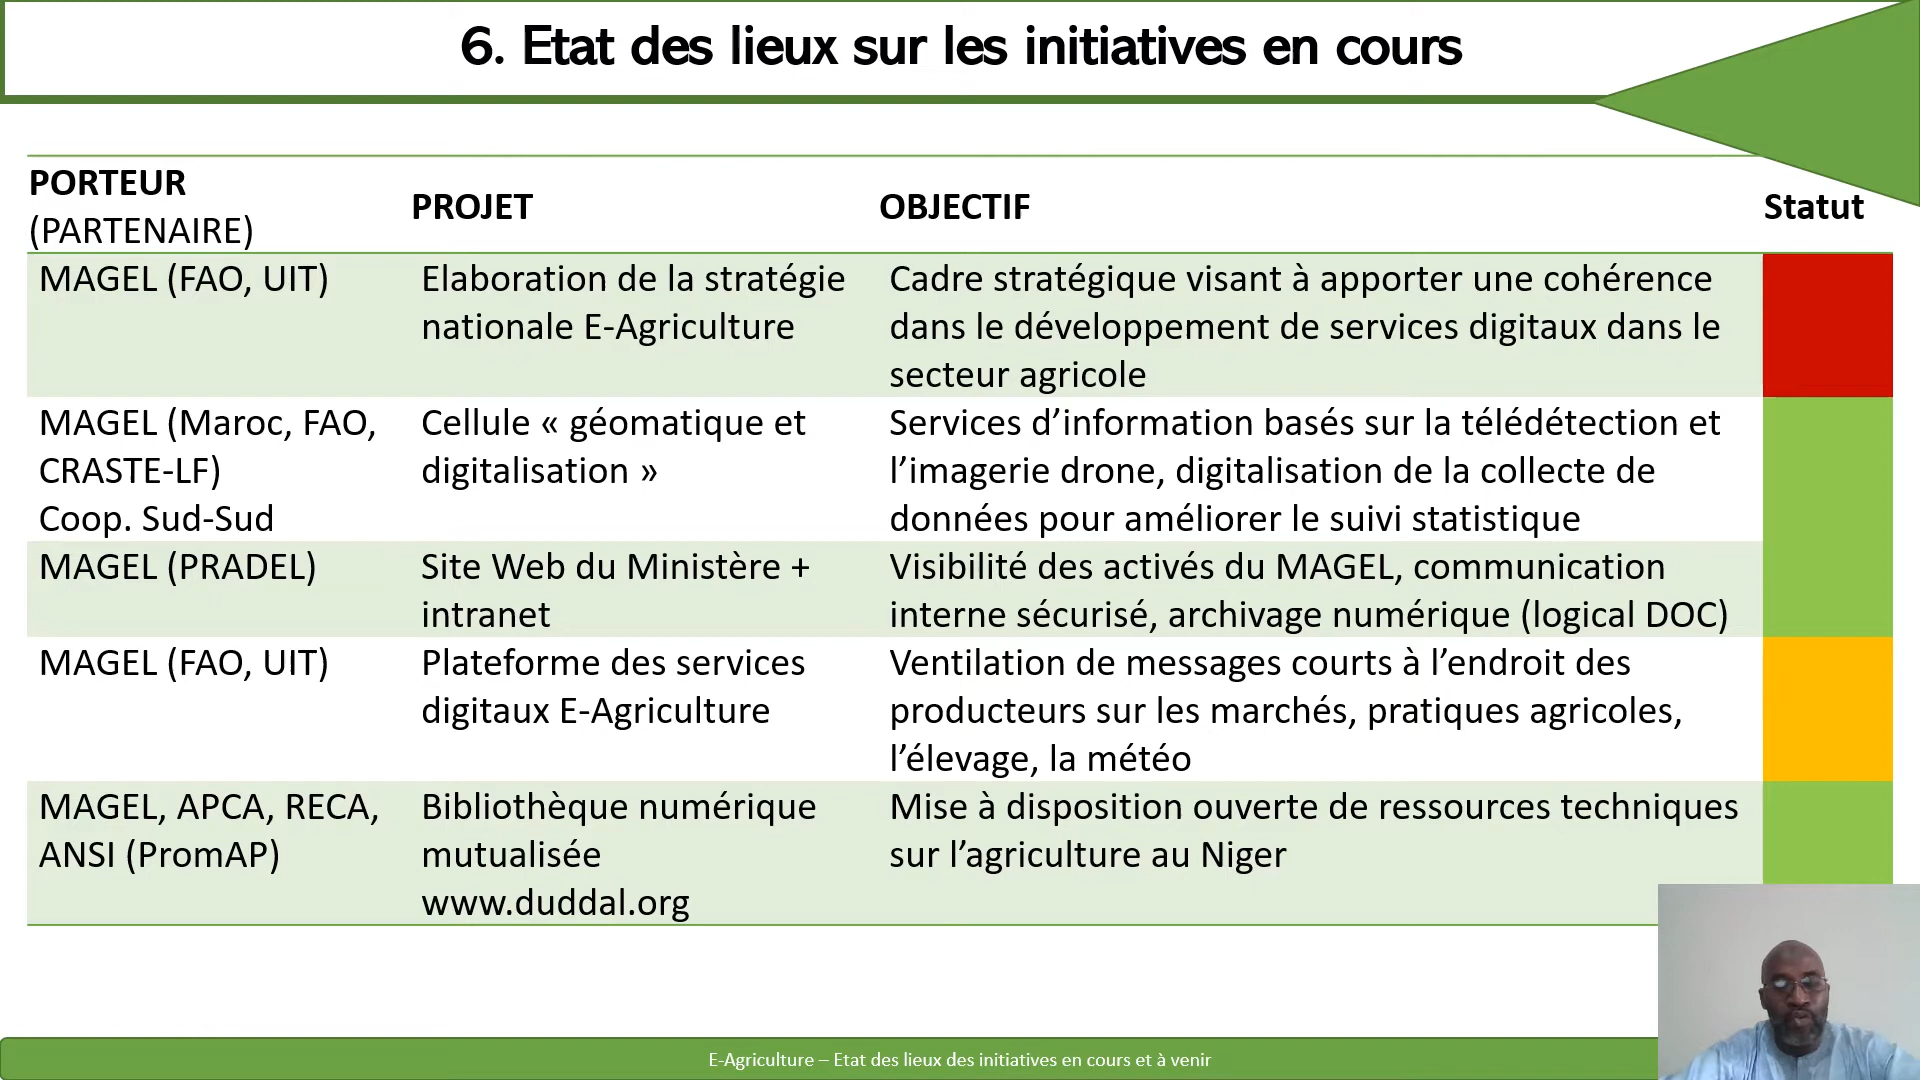 6. Etat des lieux sur les initiatives en cours
PORTEUR
(PARTENAIRE)
PROJET
OBJECTIF
Statut
MAGEL (FAO, UIT)
Elaboration de la stratégie
nationale E-Agriculture
Cadre stratégique visant à apporter une cohérence
dans le développement de services digitaux dans le
secteur agricole
MAGEL (Maroc, FAO,
CRASTE-LF)
Coop. Sud-Sud
Cellule « géomatique et
digitalisation »
Services d’information basés sur la télédétection et
l’imagerie drone, digitalisation de la collecte de
données pour améliorer le suivi statistique
MAGEL (PRADEL)
Site Web du Ministère +
intranet
Visibilité des activés du MAGEL, communication
interne sécurisé, archivage numérique (logical DOC)
MAGEL (FAO, UIT)
Plateforme des services
digitaux E-Agriculture
Ventilation de messages courts à l’endroit des
producteurs sur les marchés, pratiques agricoles,
l’élevage, la météo
MAGEL, APCA, RECA,
ANSI (PromAP)
Bibliothèque numérique
mutualisée
www.duddal.org
Mise à disposition ouverte de ressources techniques
sur l’agriculture au Niger
E-Agriculture – Etat des lieux des initiatives en cours et à venir